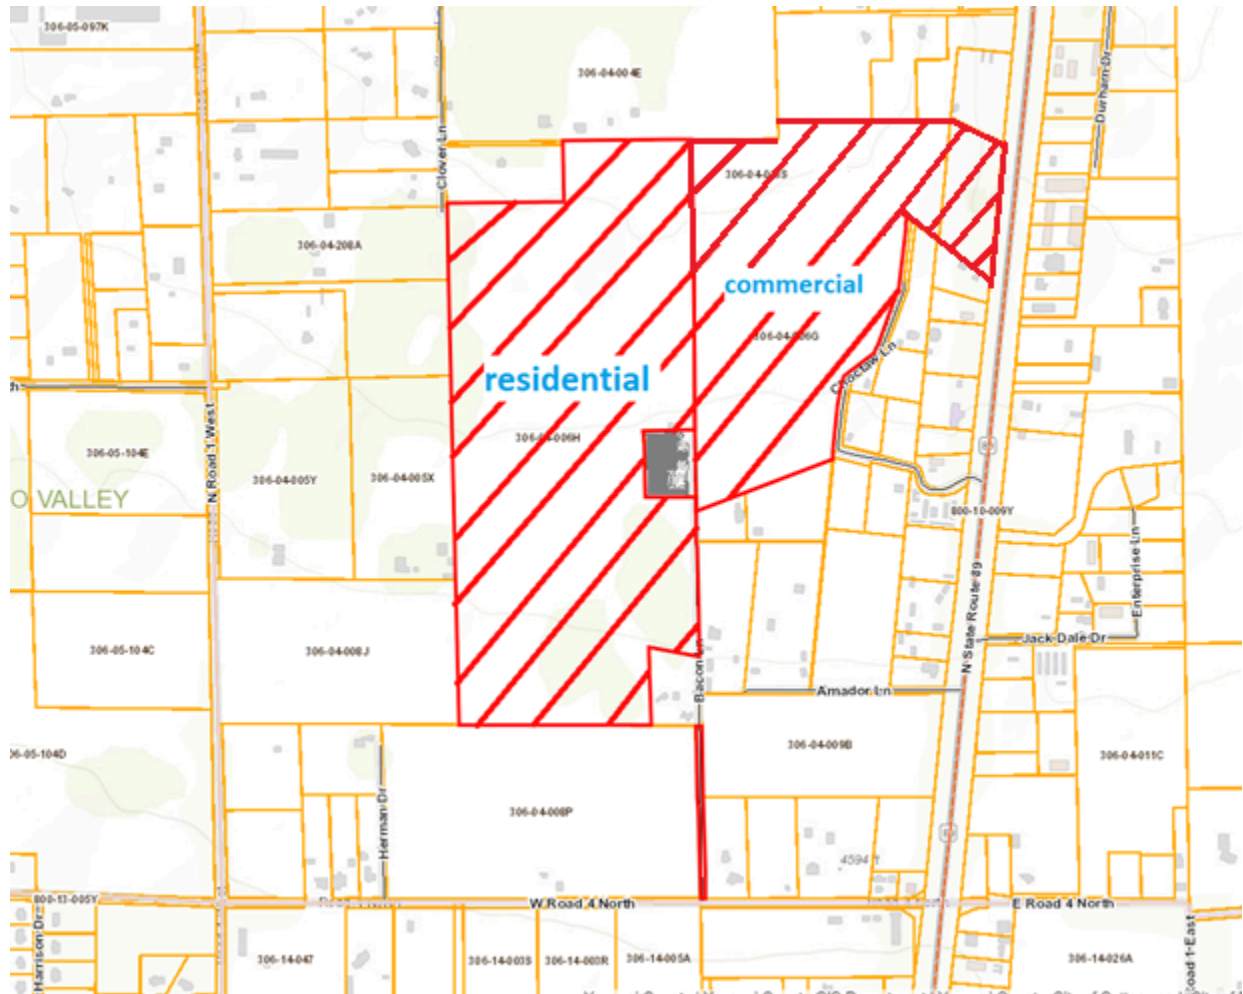 306-05-097K
306-04-004E
Durham Dr
Clover Ln
306-04-208A
commercial
306-04-006G
residential
Choctaw Ln
N Road 1 West
306-04-006H
306-05-104E
306-04-005Y
306-04-005X
O VALLEY
800-10-009Y
Enterprise Ln
N State Route 89
306-05-104C
306-04-008J
Jack Dale Dr
Bacon Ln
Amador Ln
306-04-009B
06-05-104D
306-04-011C
306-04-008P
Herman Dr
4594 ft
800-13-005Y
W Road 4 North
E Road 4 North
Harrison Dr
306-14-047
306-14-003S
306-14-003R
306-14-005A
306-14-026A
oad 1 East